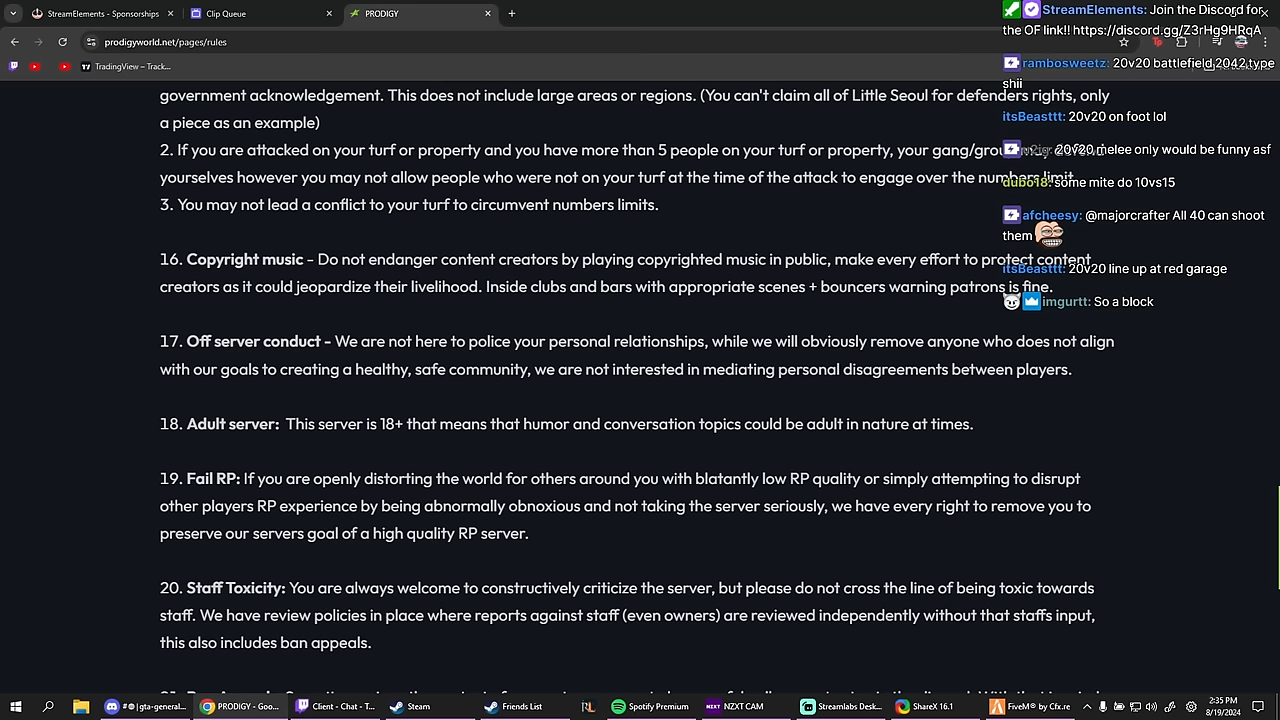 StreamElements - Sponsorships
Clip Queue
PRODIGY
prodigyworld.net/pages/rules
TradingView – Track...
government acknowledgement. This does not include large areas or regions. (You can't claim all of Little Seoul for defenders rights, only
a piece as an example)
2. If you are attacked on your turf or property and you have more than 5 people on your turf or property, your gang/group
yourselves however you may not allow people who were not on your turf at the time of the attack to engage over the numbers limit.
3. You may not lead a conflict to your turf to circumvent numbers limits.
16. Copyright music - Do not endanger content creators by playing copyrighted music in public, make every effort to protect content
creators as it could jeopardize their livelihood. Inside clubs and bars with appropriate scenes + bouncers warning patrons is fine.
17. Off server conduct - We are not here to police your personal relationships, while we will obviously remove anyone who does not align
with our goals to creating a healthy, safe community, we are not interested in mediating personal disagreements between players.
18. Adult server: This server is 18+ that means that humor and conversation topics could be adult in nature at times.
19. Fail RP: If you are openly distorting the world for others around you with blatantly low RP quality or simply attempting to disrupt
other players RP experience by being abnormally obnoxious and not taking the server seriously, we have every right to remove you to
preserve our servers goal of a high quality RP server.
20. Staff Toxicity: You are always welcome to constructively criticize the server, but please do not cross the line of being toxic towards
staff. We have review policies in place where reports against staff (even owners) are reviewed independently without that staffs input,
this also includes ban appeals.
StreamElements: Join the Discord for
the OF link!! https://discord.gg/Z3rHg9HRqA
rambosweetz: 20v20 battlefield 2042 type
shii
itsBeasttt: 20v20 on foot lol
20v20 melee only would be funny asf
dubo18: some mite do 10vs15
afcheesy: @majorcrafter All 40 can shoot
them
itsBeasttt: 20v20 line up at red garage
imgurtt: So a block
#🌐 | gta-general...
PRODIGY - Goo...
Client - Chat - T...
Steam
Friends List
RL
Spotify Premium
NZXT CAM
Streamlabs Desk...
ShareX 16.1
FiveM® by Cfx.re
2:35 PM
8/19/2024